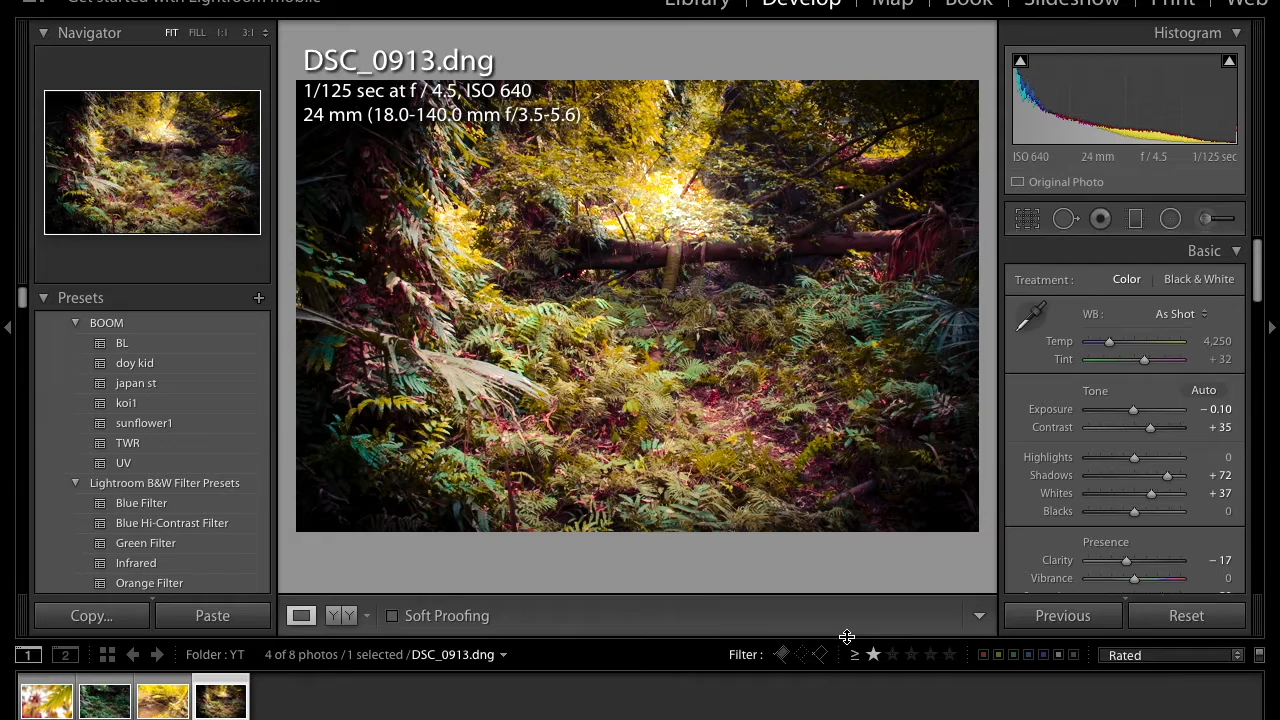 Get started with Lightroom mobile
Library | Develop | Map | Book | Slideshow | Print | Web
Navigator FIT FILL 1:1 3:1
Presets
BOOM
BL
doy kid
japan st
koi1
sunflower1
TWR
UV
Lightroom B&W Filter Presets
Blue Filter
Blue Hi-Contrast Filter
Green Filter
Infrared
Orange Filter
Copy... Paste
DSC_0913.dng
1/125 sec at f / 4.5, ISO 640
24 mm (18.0-140.0 mm f/3.5-5.6)
YY Soft Proofing
Histogram
ISO 640 24 mm f / 4.5 1/125 sec
Original Photo
Basic
Treatment : Color | Black & White
WB : As Shot
Temp 4,250
Tint + 32
Tone Auto
Exposure − 0.10
Contrast + 35
Highlights 0
Shadows + 72
Whites + 37
Blacks 0
Presence
Clarity − 17
Vibrance 0
Previous Reset
1 2 Folder : YT 4 of 8 photos / 1 selected / DSC_0913.dng Filter : ≥ Rated